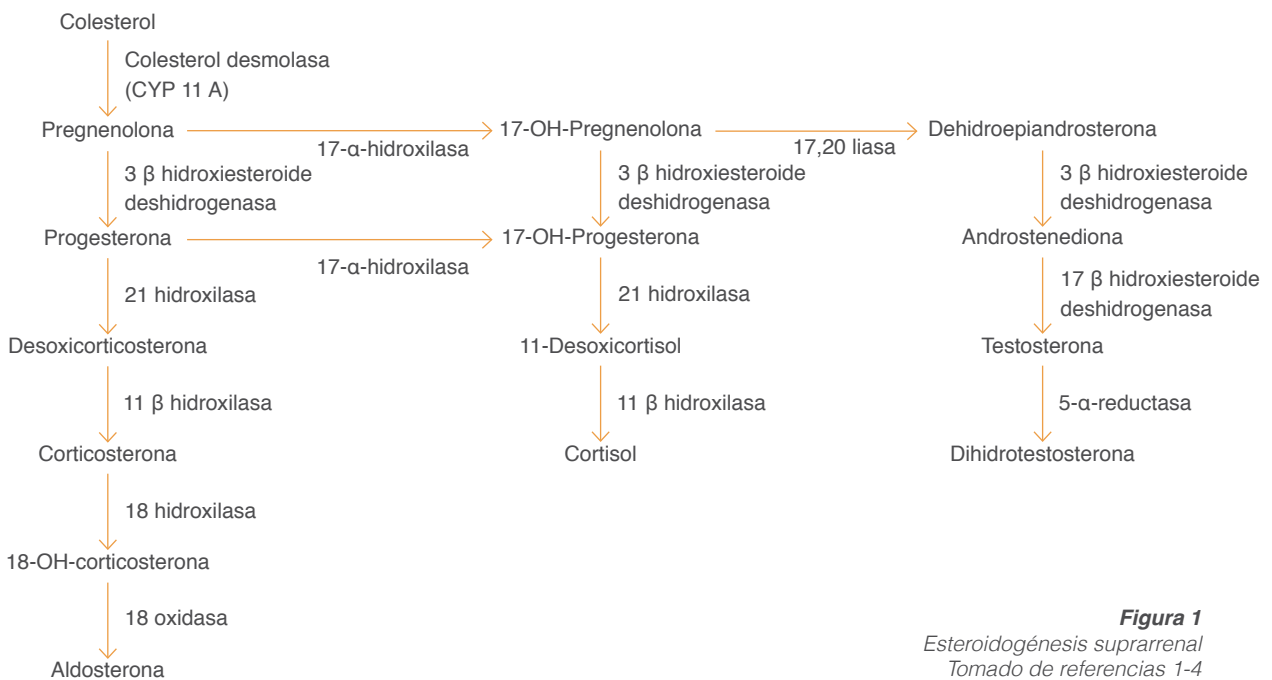 Colesterol
Colesterol desmolasa
(CYP 11 A)
Pregnenolona
17-α-hidroxilasa
17-OH-Pregnenolona
17,20 liasa
Dehidroepiandrosterona
3 β hidroxiesteroide
deshidrogenasa
3 β hidroxiesteroide
deshidrogenasa
3 β hidroxiesteroide
deshidrogenasa
Progesterona
17-α-hidroxilasa
17-OH-Progesterona
Androstenediona
21 hidroxilasa
21 hidroxilasa
17 β hidroxiesteroide
deshidrogenasa
Desoxicorticosterona
11-Desoxicortisol
Testosterona
11 β hidroxilasa
11 β hidroxilasa
5-α-reductasa
Corticosterona
Cortisol
Dihidrotestosterona
18 hidroxilasa
18-OH-corticosterona
18 oxidasa
Aldosterona
Figura 1
Esteroidogénesis suprarrenal
Tomado de referencias 1-4